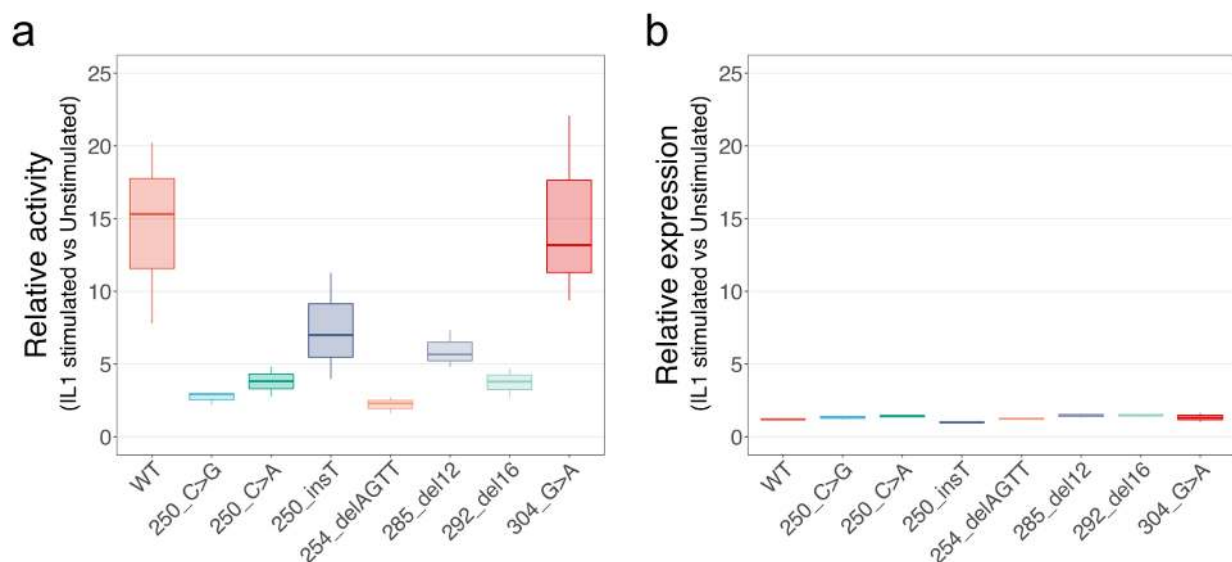 a
Relative activity
(IL1 stimulated vs Unstimulated)
25
20
15
10
5
0
WT
250_C>G
250_C>A
250_insT
254_delAGTT
285_del12
292_del16
304_G>A
b
Relative expression
(IL1 stimulated vs Unstimulated)
25
20
15
10
5
0
WT
250_C>G
250_C>A
250_insT
254_delAGTT
285_del12
292_del16
304_G>A